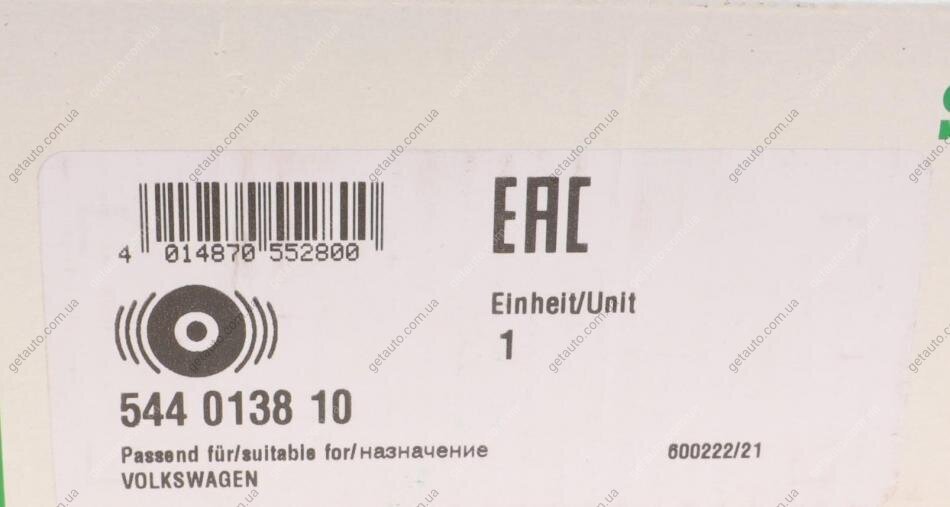 EAC
4 014870 552800
Einheit/Unit
1
544 0138 10
Passend für/suitable for/назначение
600222/21
VOLKSWAGEN
getauto.com.ua